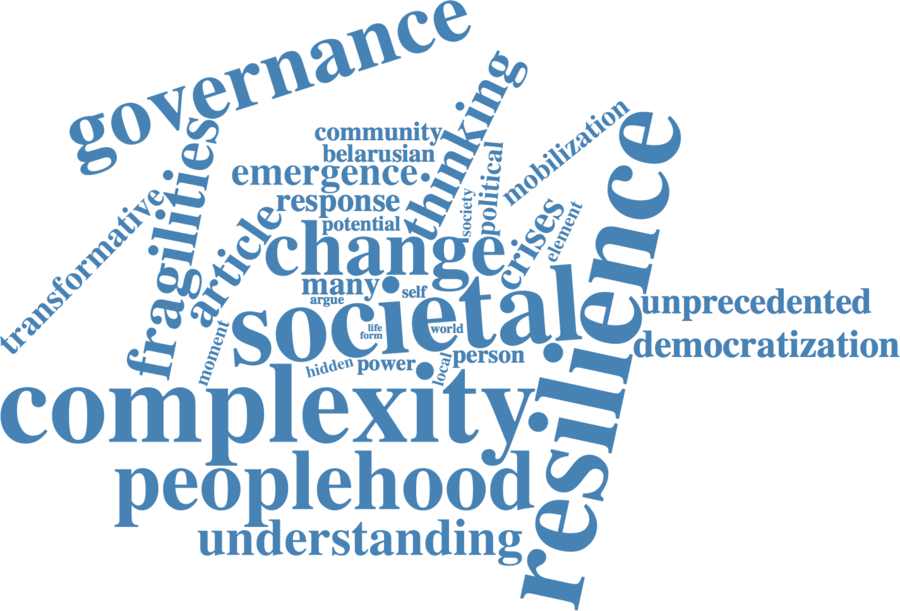 governance
thinking
community
mobilization
belarusian
political
resilience
emergence
fragilities
response
society
transformative
article
potential
crises
element
change
many
self
argue
unprecedented
societal
life
form
world
democratization
moment
hidden
power
local
person
complexity
peoplehood
understanding